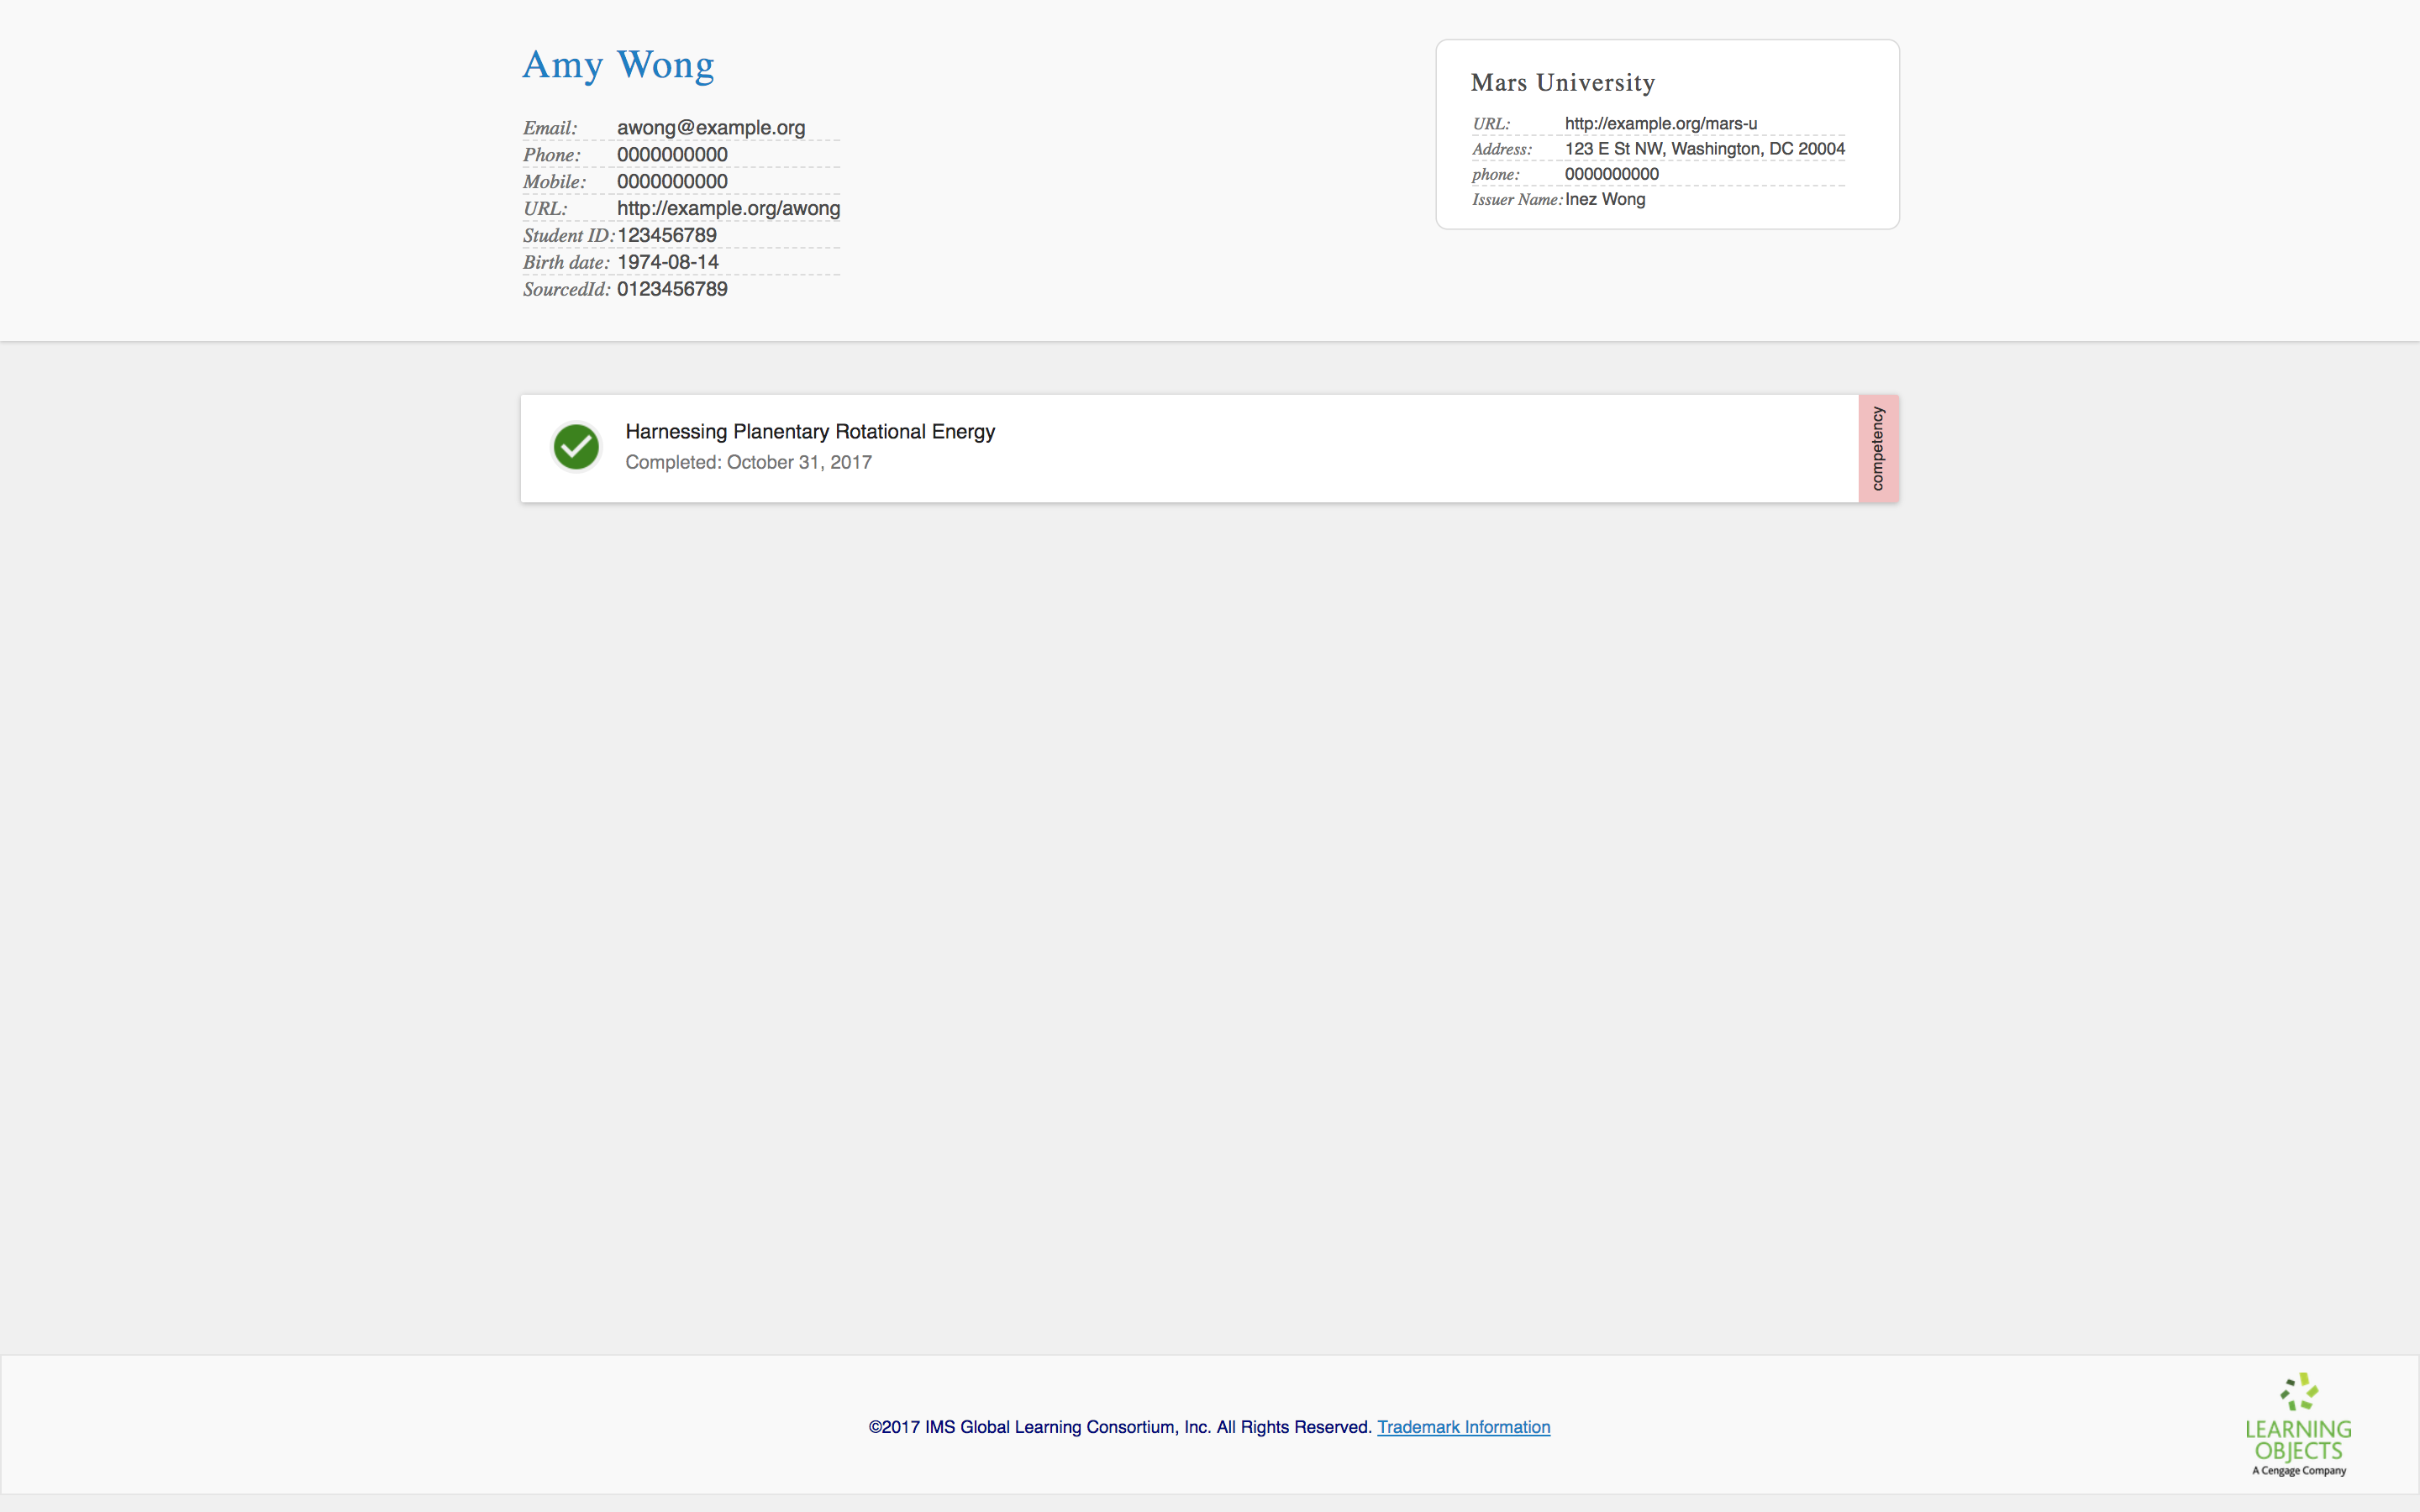 Amy Wong
Email: awong@example.org
Phone: 0000000000
Mobile: 0000000000
URL: http://example.org/awong
Student ID: 123456789
Birth date: 1974-08-14
SourcedId: 0123456789
Mars University
URL: http://example.org/mars-u
Address: 123 E St NW, Washington, DC 20004
phone: 0000000000
Issuer Name: Inez Wong
Harnessing Planentary Rotational Energy
Completed: October 31, 2017
competency
©2017 IMS Global Learning Consortium, Inc. All Rights Reserved. Trademark Information
LEARNING
OBJECTS
A Cengage Company